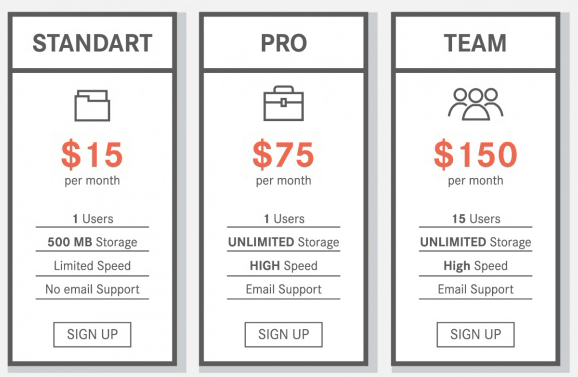 STANDART
$15
per month
1 Users
500 MB Storage
Limited Speed
No email Support
SIGN UP
PRO
$75
per month
1 Users
UNLIMITED Storage
HIGH Speed
Email Support
SIGN UP
TEAM
$150
per month
15 Users
UNLIMITED Storage
High Speed
Email Support
SIGN UP